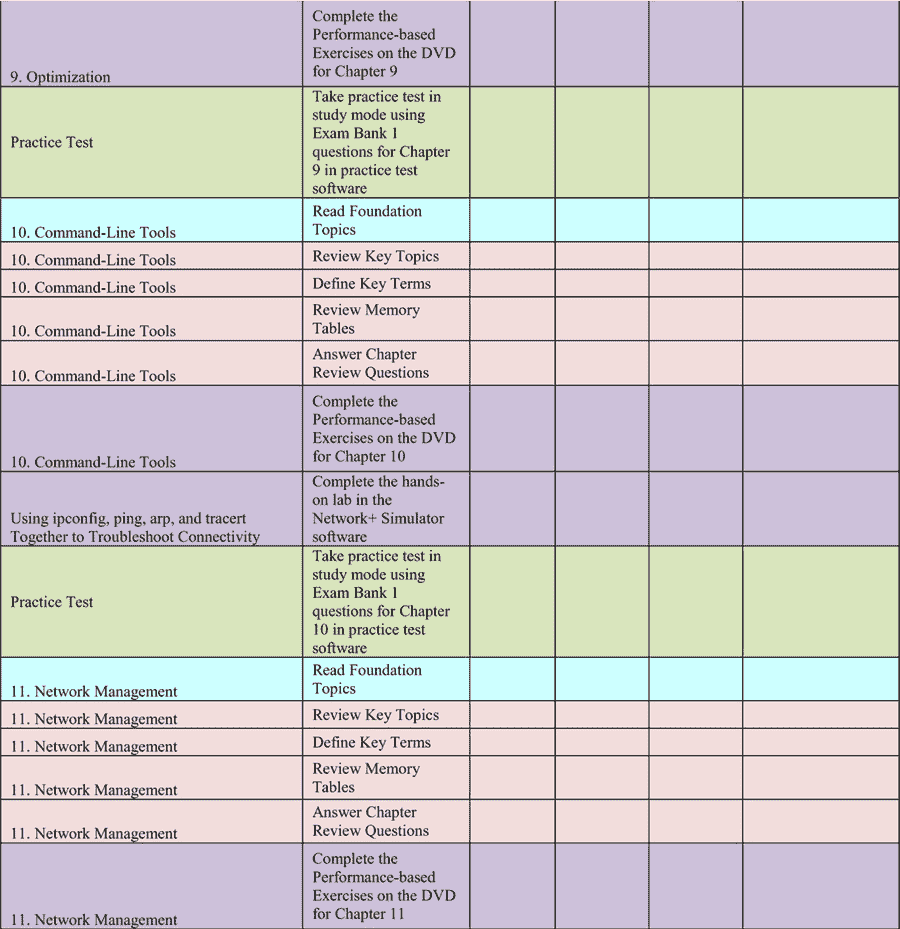 Complete the
Performance-based
Exercises on the DVD
for Chapter 9
9. Optimization
Take practice test in
study mode using
Exam Bank 1
questions for Chapter
9 in practice test
software
Practice Test
Read Foundation
Topics
10. Command-Line Tools
10. Command-Line Tools
Review Key Topics
10. Command-Line Tools
Define Key Terms
Review Memory
Tables
10. Command-Line Tools
Answer Chapter
Review Questions
10. Command-Line Tools
Complete the
Performance-based
Exercises on the DVD
for Chapter 10
10. Command-Line Tools
Complete the hands-
on lab in the
Network+ Simulator
software
Using ipconfig, ping, arp, and tracert
Together to Troubleshoot Connectivity
Take practice test in
study mode using
Exam Bank 1
questions for Chapter
10 in practice test
software
Practice Test
Read Foundation
Topics
11. Network Management
11. Network Management
Review Key Topics
11. Network Management
Define Key Terms
Review Memory
Tables
11. Network Management
Answer Chapter
Review Questions
11. Network Management
Complete the
Performance-based
Exercises on the DVD
for Chapter 11
11. Network Management